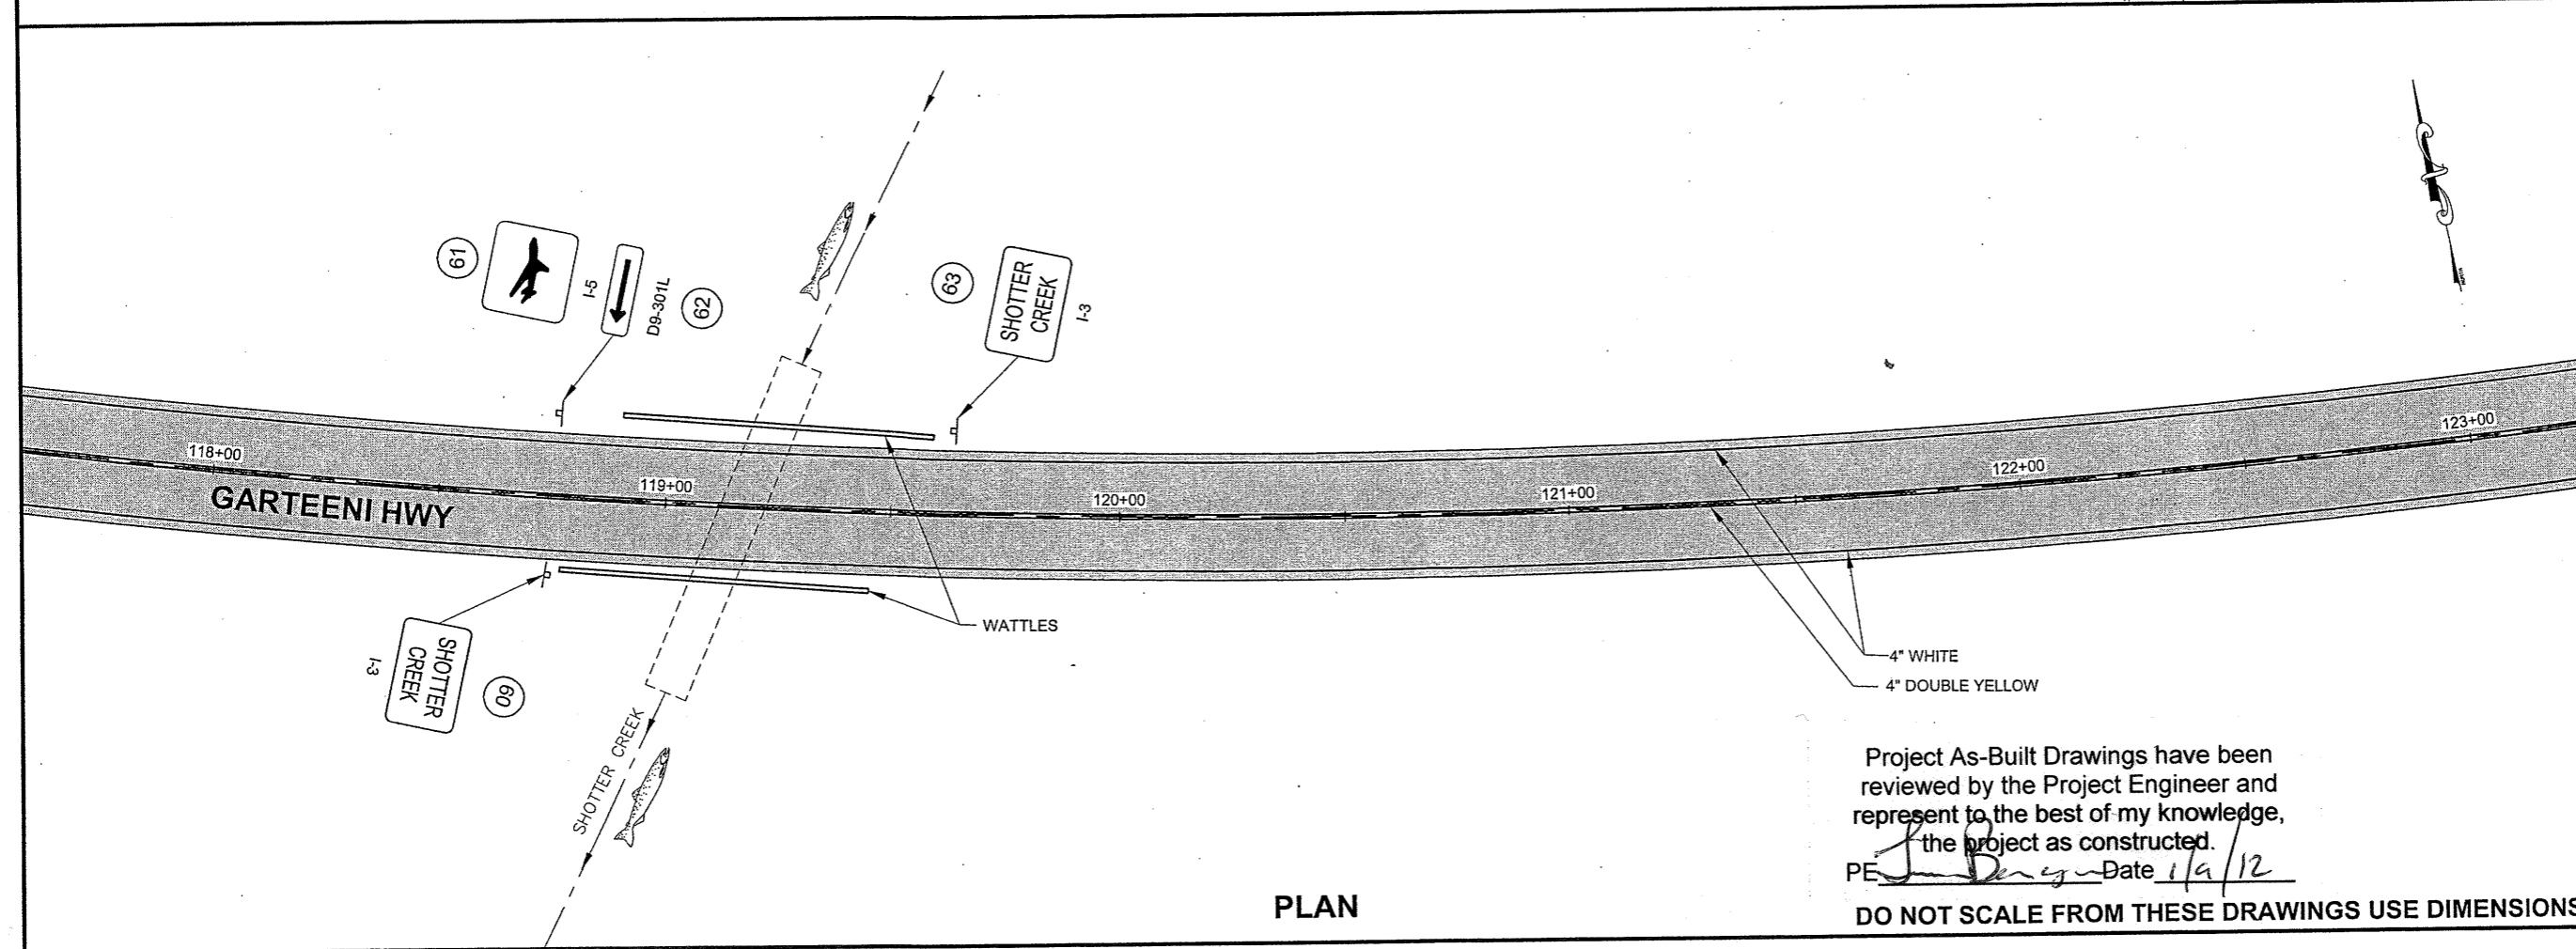 61
I-5
D9-301L
62
63
SHOTTER
CREEK
I-3
118+00
119+00
120+00
121+00
122+00
123+00
GARTEENI HWY
WATTLES
4" WHITE
4" DOUBLE YELLOW
SHOTTER
CREEK
I-3
60
SHOTTER CREEK
Project As-Built Drawings have been
reviewed by the Project Engineer and
represent to the best of my knowledge,
the project as constructed.
PE Date 1/9/12
PLAN
DO NOT SCALE FROM THESE DRAWINGS USE DIMENSIONS